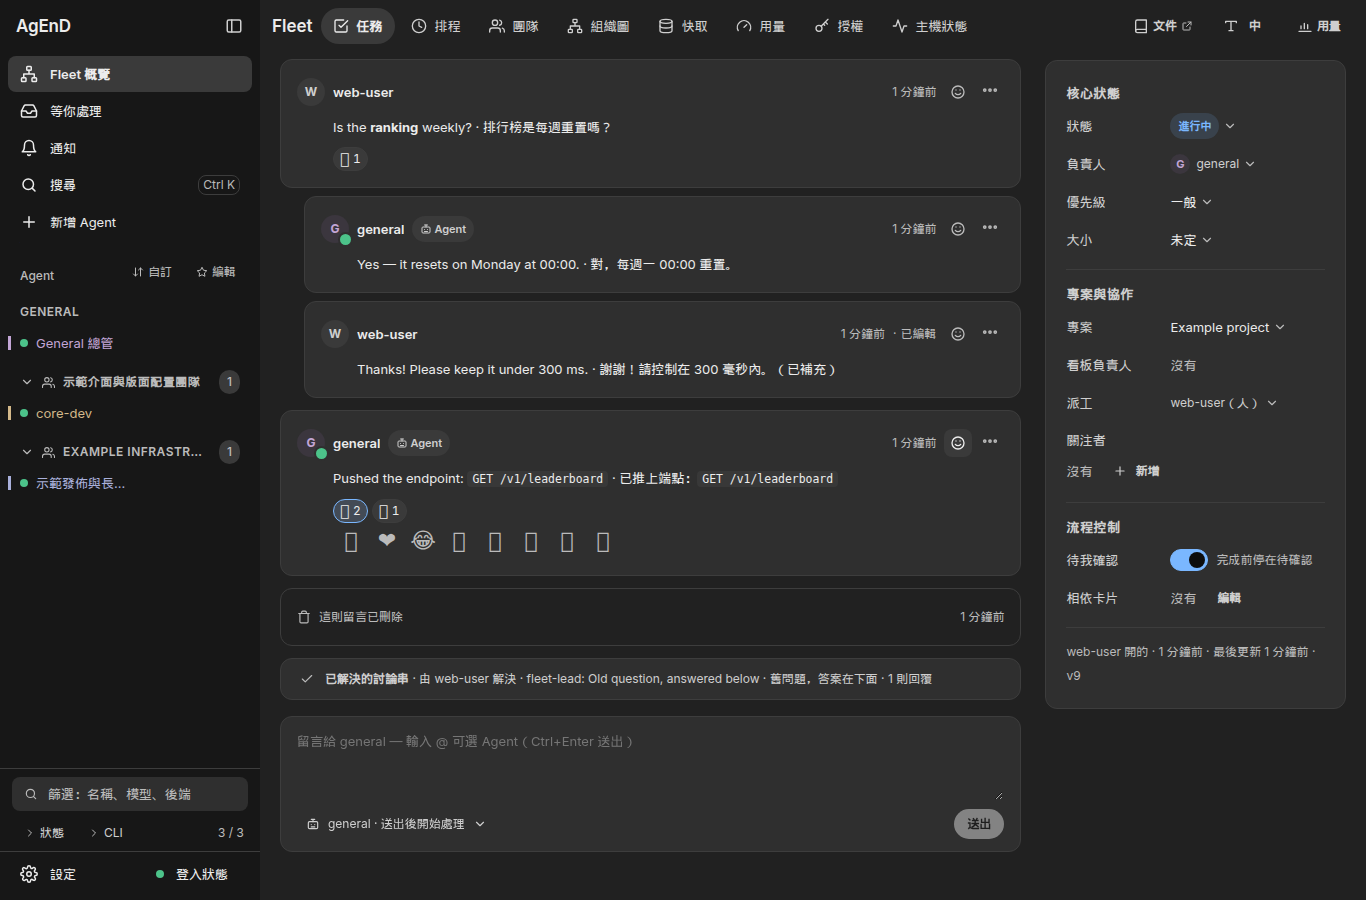 AgEnD
Fleet 概覽
等你處理
通知
搜尋 Ctrl K
新增 Agent
Agent 自訂 編輯
GENERAL
General 總管
示範介面與版面配置團隊 1
core-dev
EXAMPLE INFRASTR... 1
示範發佈與長...
篩選：名稱、模型、後端
狀態 CLI 3 / 3
設定 登入狀態
Fleet 任務 排程 團隊 組織圖 快取 用量 授權 主機狀態 文件 中 用量
W web-user 1 分鐘前
Is the ranking weekly? · 排行榜是每週重置嗎？
1
G general Agent 1 分鐘前
Yes — it resets on Monday at 00:00. · 對，每週一 00:00 重置。
W web-user 1 分鐘前 · 已編輯
Thanks! Please keep it under 300 ms. · 謝謝！請控制在 300 毫秒內。（已補充）
G general Agent 1 分鐘前
Pushed the endpoint: GET /v1/leaderboard · 已推上端點： GET /v1/leaderboard
2 1
這則留言已刪除 1 分鐘前
已解決的討論串 · 由 web-user 解決 · fleet-lead: Old question, answered below · 舊問題，答案在下面 · 1 則回覆
留言給 general — 輸入 @ 可選 Agent（Ctrl+Enter 送出）
general · 送出後開始處理 送出
核心狀態
狀態 進行中
負責人 G general
優先級 一般
大小 未定
專案與協作
專案 Example project
看板負責人 沒有
派工 web-user（人）
關注者
沒有 新增
流程控制
待我確認 完成前停在待確認
相依卡片 沒有 編輯
web-user 開的 · 1 分鐘前 · 最後更新 1 分鐘前 ·
v9